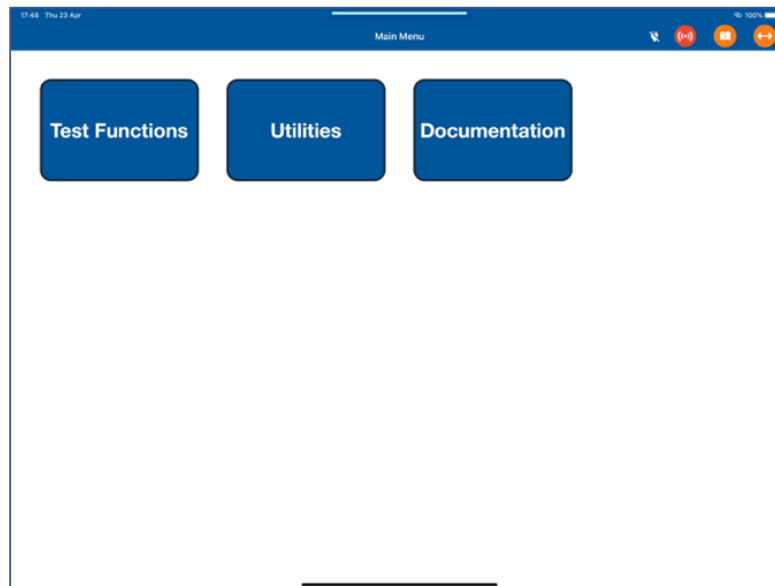 17:48 Thu 23 Apr
100%
Main Menu
Test Functions
Utilities
Documentation